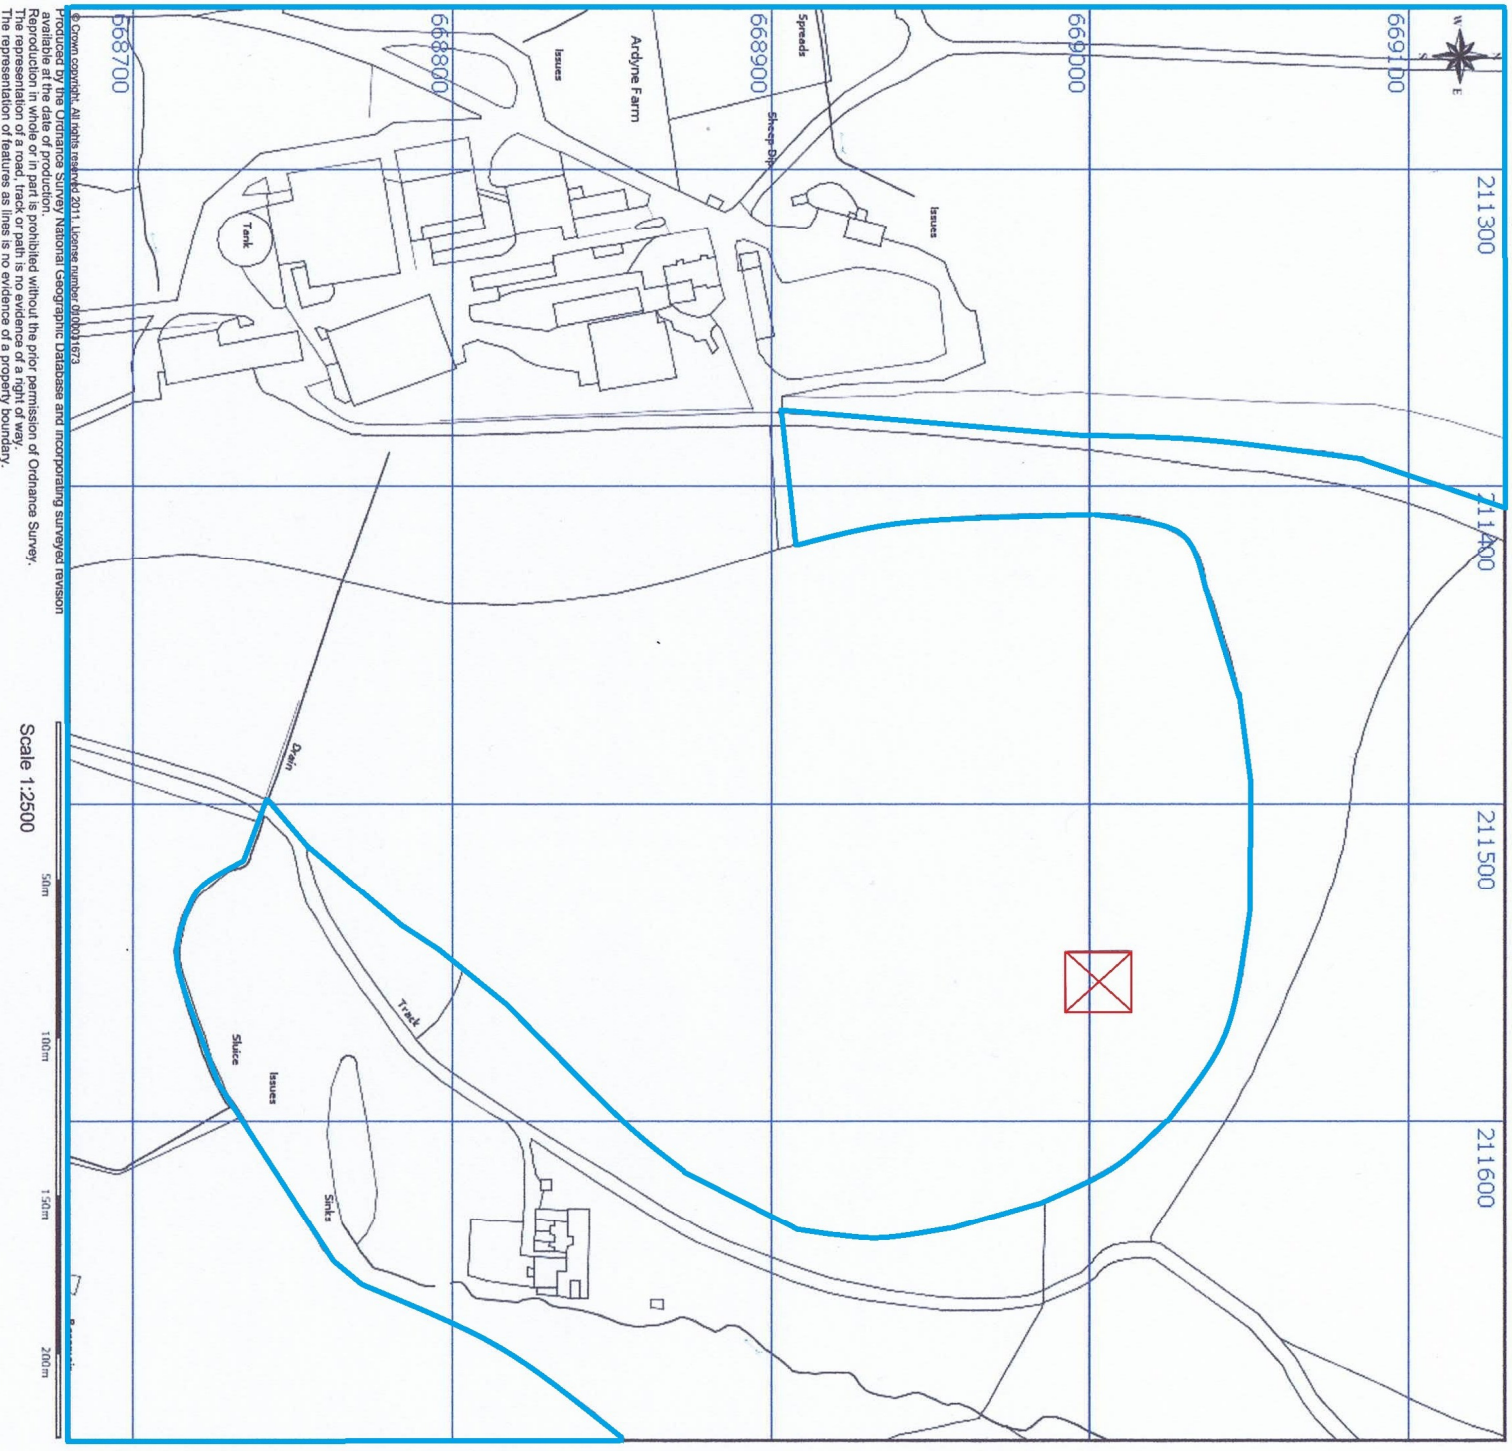 668700
668800
668900
669000
669100
W
E
211300
211400
211500
211600
Issues
Ardyne Farm
Spreads
Sheep Dip
Issues
Tank
Drain
Track
Sluice
Issues
Sinks
© Crown copyright. All rights reserved 2011. License number 0100031673
Produced by the Ordnance Survey National Geographic Database and incorporating surveyed revision
available at the date of production.
Reproduction in whole or in part is prohibited without the prior permission of Ordnance Survey.
The representation of a road, track or path is no evidence of a right of way.
The representation of features as lines is no evidence of a property boundary.
Scale 1:2500
50m
100m
150m
200m